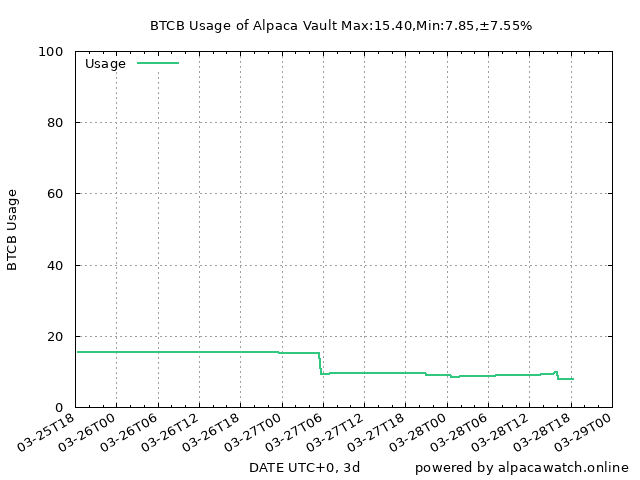 BTCB Usage of Alpaca Vault Max:15.40,Min:7.85,±7.55%
Usage
BTCB Usage
100
80
60
40
20
0
03-25T18
03-26T00
03-26T06
03-26T12
03-26T18
03-27T00
03-27T06
03-27T12
03-27T18
03-28T00
03-28T06
03-28T12
03-28T18
03-29T00
DATE UTC+0, 3d
powered by alpacawatch.online